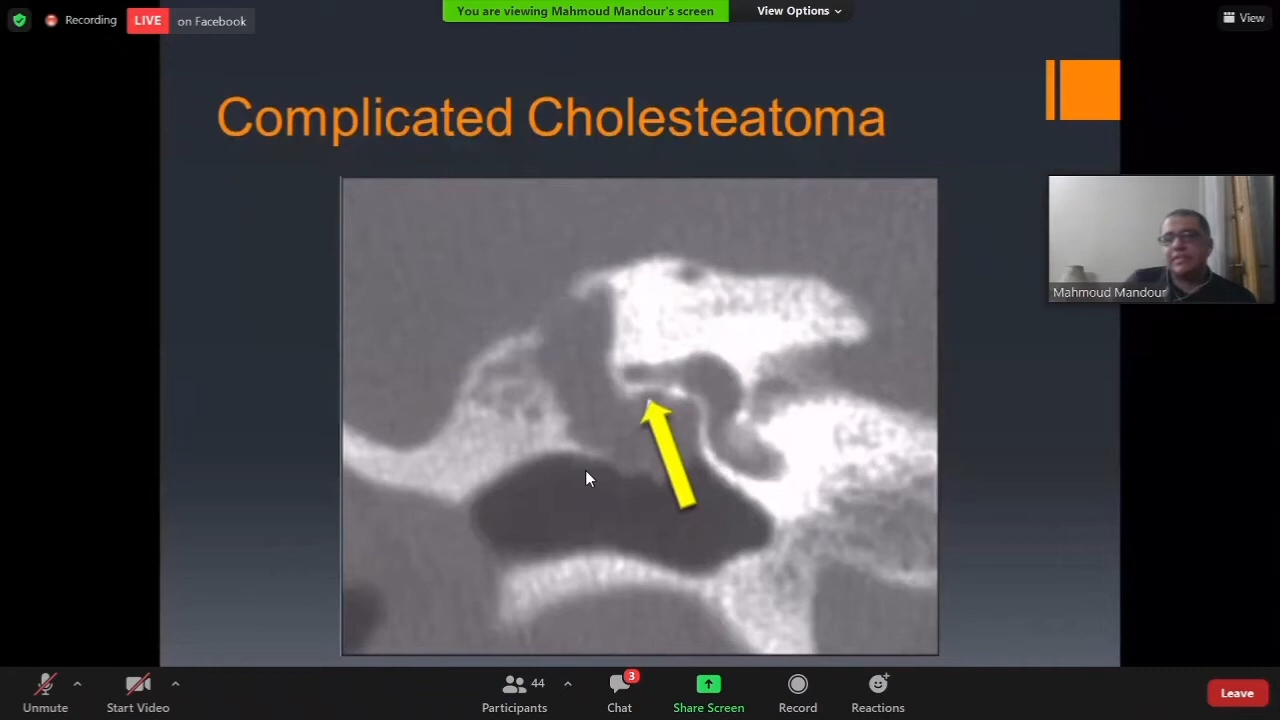 Recording
LIVE on Facebook
You are viewing Mahmoud Mandour's screen
View Options
View
Complicated Cholesteatoma
Mahmoud Mandour
Unmute
Start Video
44
Participants
3
Chat
Share Screen
Record
Reactions
Leave